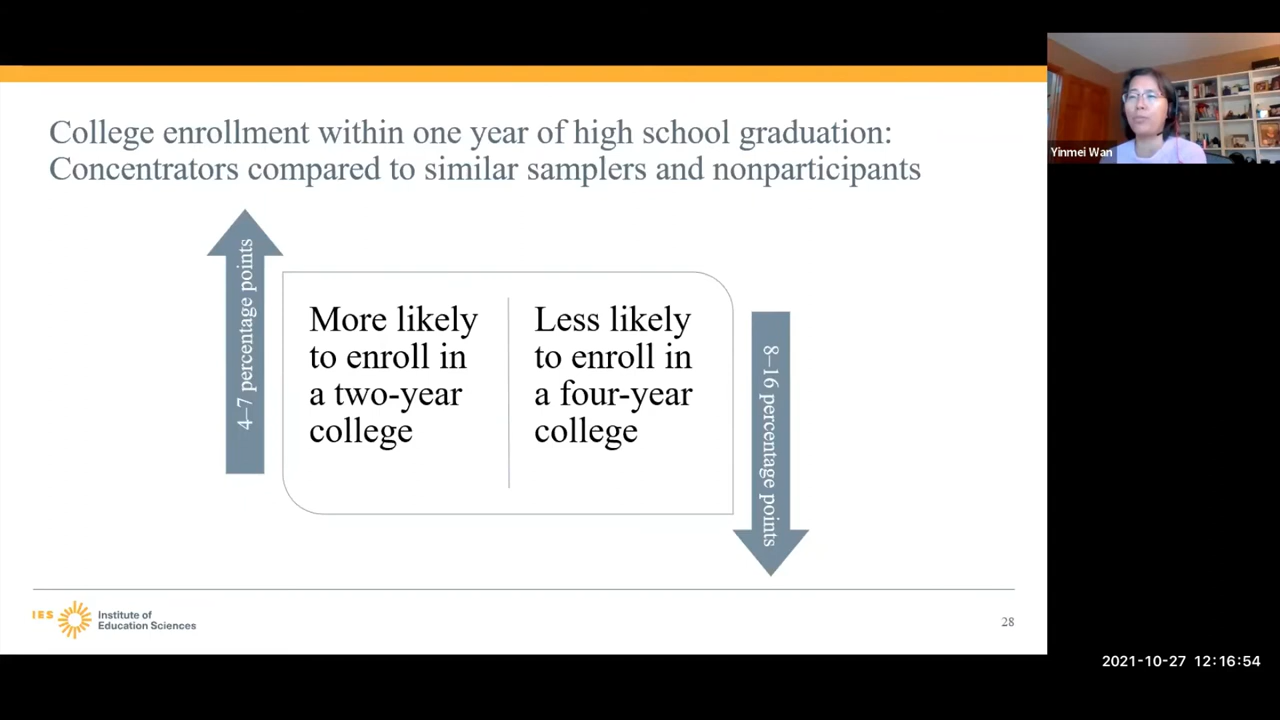 College enrollment within one year of high school graduation:
Concentrators compared to similar samplers and nonparticipants
4–7 percentage points
More likely
to enroll in
a two-year
college
Less likely
to enroll in
a four-year
college
8–16 percentage points
IES
Institute of
Education Sciences
28
Yinmei Wan
2021-10-27 12:16:54